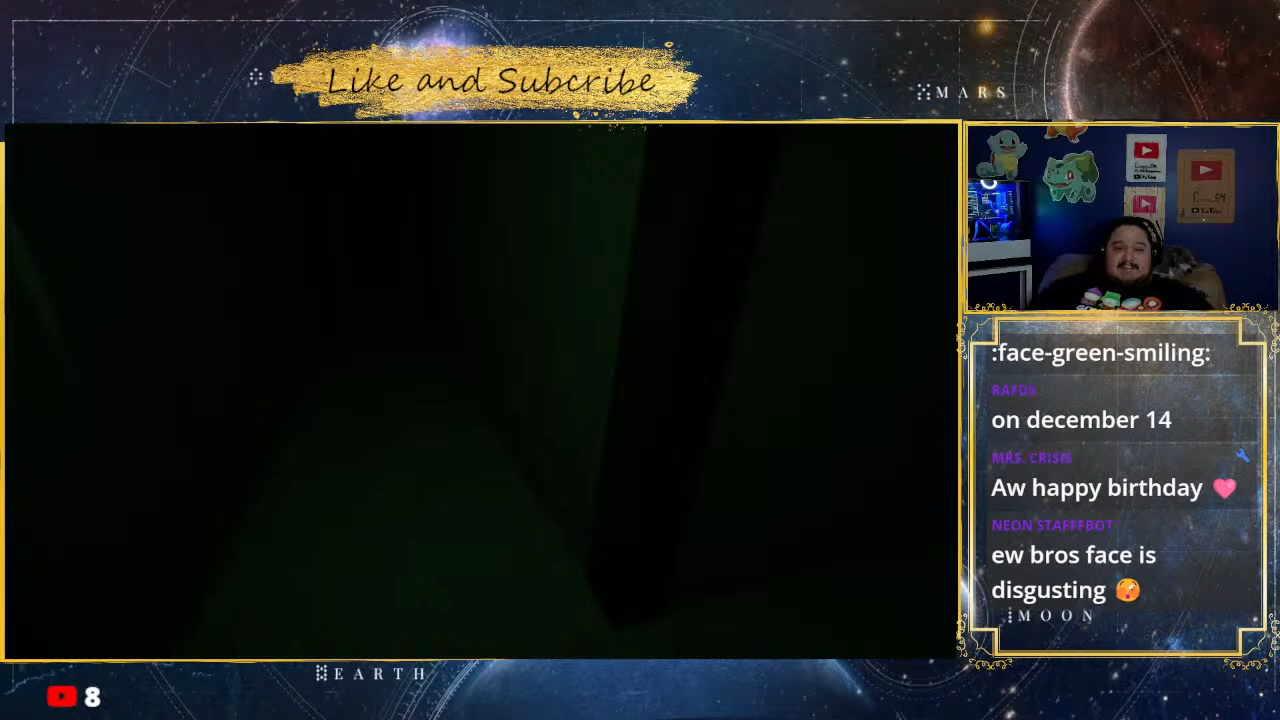 Like and Subcribe
MARS
:face-green-smiling:
RAFDS
on december 14
MRS. CRISIS
Aw happy birthday
NEON STAFFFBOT
ew bros face is
disgusting
MOON
EARTH
8